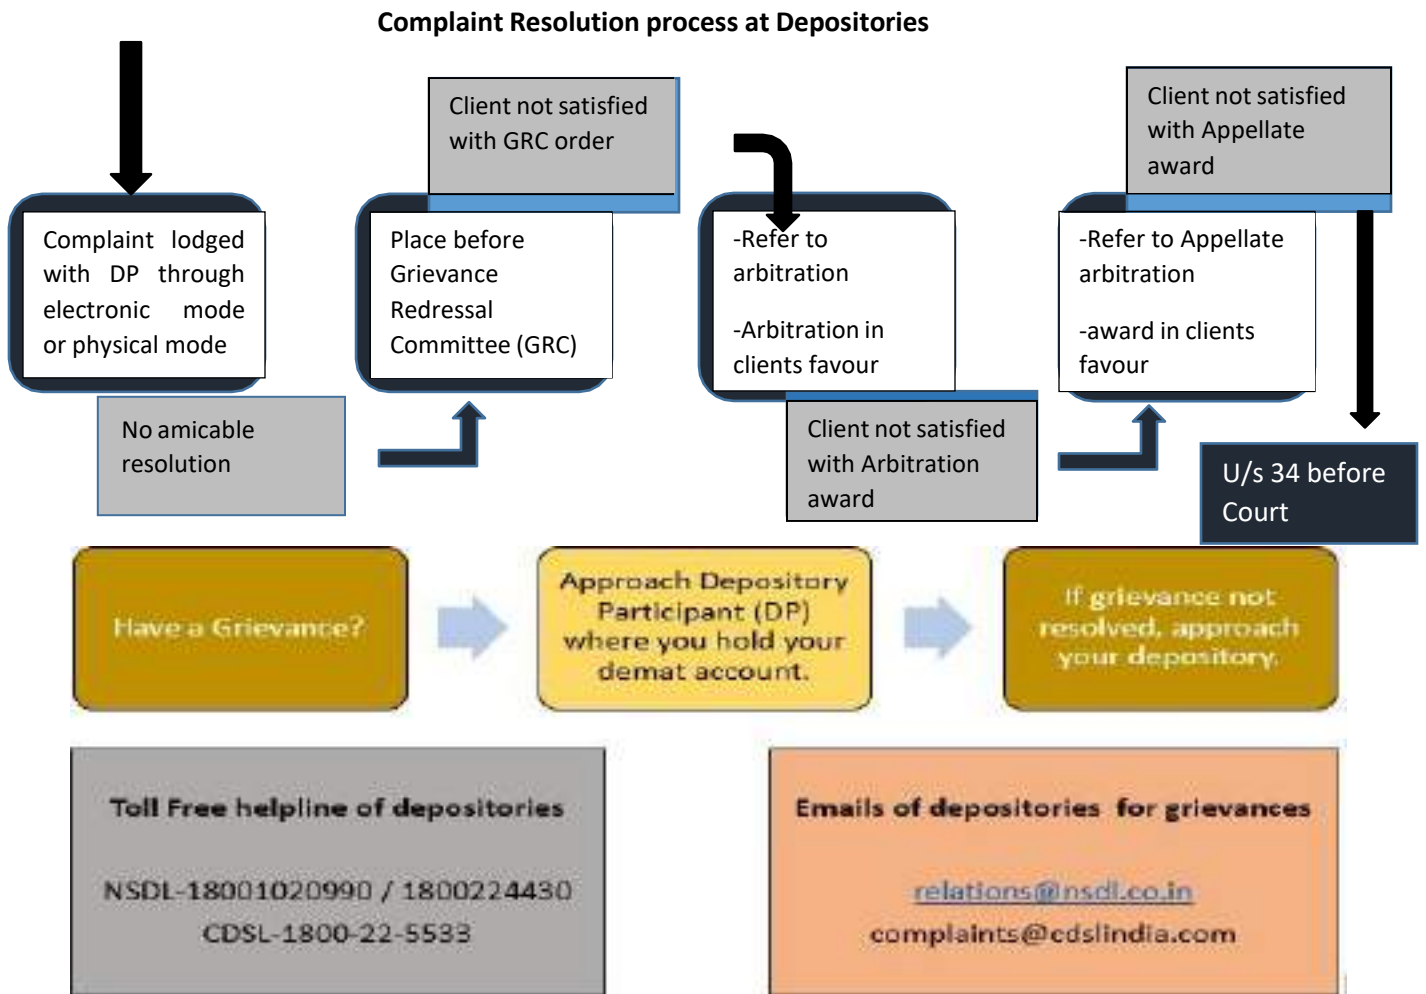 Complaint Resolution process at Depositories
Complaint lodged
with DP through
electronic mode
or physical mode
No amicable
resolution
Place before
Grievance
Redressal
Committee (GRC)
Client not satisfied
with GRC order
-Refer to
arbitration
-Arbitration in
clients favour
Client not satisfied
with Arbitration
award
-Refer to Appellate
arbitration
-award in clients
favour
Client not satisfied
with Appellate
award
U/s 34 before
Court
Have a Grievance?
Approach Depository
Participant (DP)
where you hold your
demat account.
If grievance not
resolved, approach
your depository.
Toll Free helpline of depositories
NSDL-18001020990 / 1800224430
CDSL-1800-22-5533
Emails of depositories for grievances
relations@nsdl.co.in
complaints@cdslindia.com